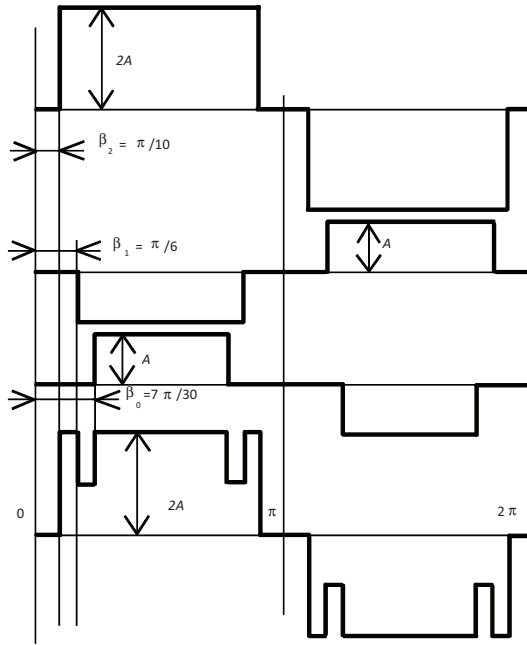 2A
β₂ = π/10
A
β₁ = π/6
A
β₀ =7 π/30
0
2A
π
2 π